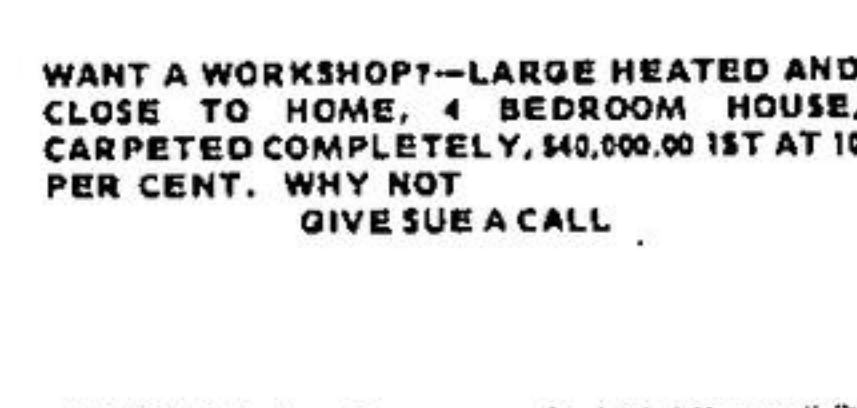 WANT A WORKSHOP?—LARGE HEATED AND
CLOSE TO HOME, 4 BEDROOM HOUSE,
CARPETED COMPLETELY, $40,000.00 1ST AT 10
PER CENT. WHY NOT
GIVE SUE A CALL